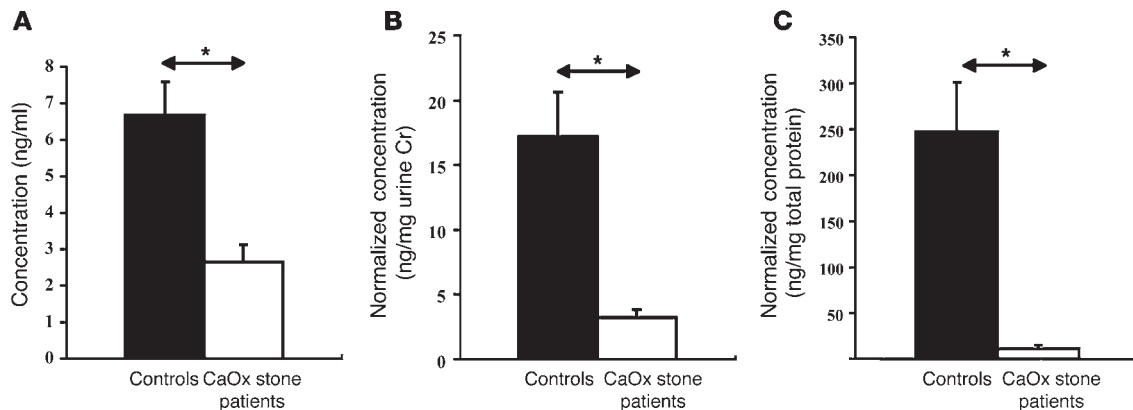 A
Concentration (ng/ml)
8
7
6
5
4
3
2
1
0
*
Controls CaOx stone
patients
B
Normalized concentration
(ng/mg urine Cr)
25
20
15
10
5
0
*
Controls CaOx stone
patients
C
Normalized concentration
(ng/mg total protein)
350
300
250
200
150
100
50
*
Controls CaOx stone
patients